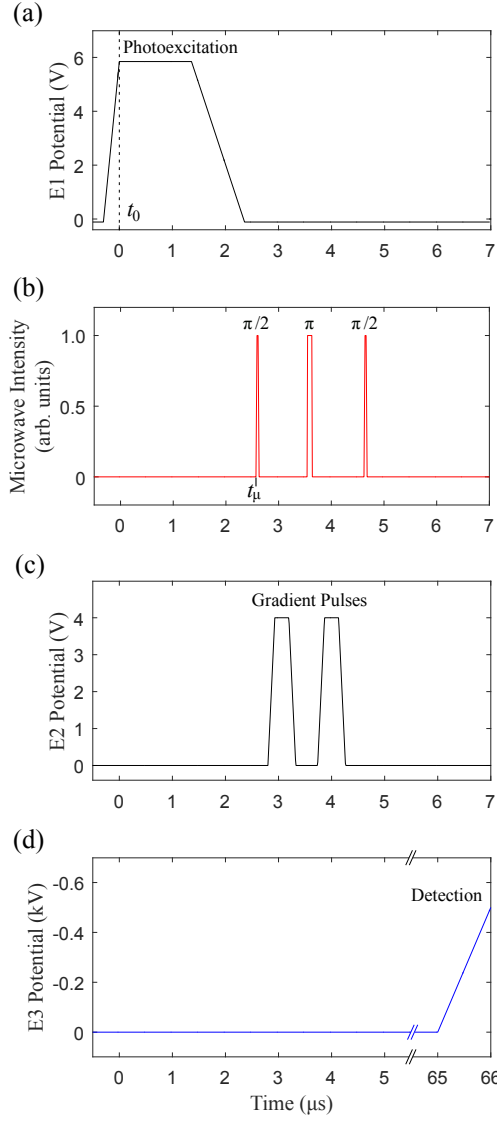 (a)
E1 Potential (V)
6
4
2
0
Photoexcitation
t0
0 1 2 3 4 5 6 7
(b)
Microwave Intensity
(arb. units)
1.0
0.5
0
π/2 π π/2
tμ
0 1 2 3 4 5 6 7
(c)
E2 Potential (V)
4
3
2
1
0
Gradient Pulses
0 1 2 3 4 5 6 7
(d)
E3 Potential (kV)
-0.6
-0.4
-0.2
0
Detection
0 1 2 3 4 5 65 66
Time (μs)